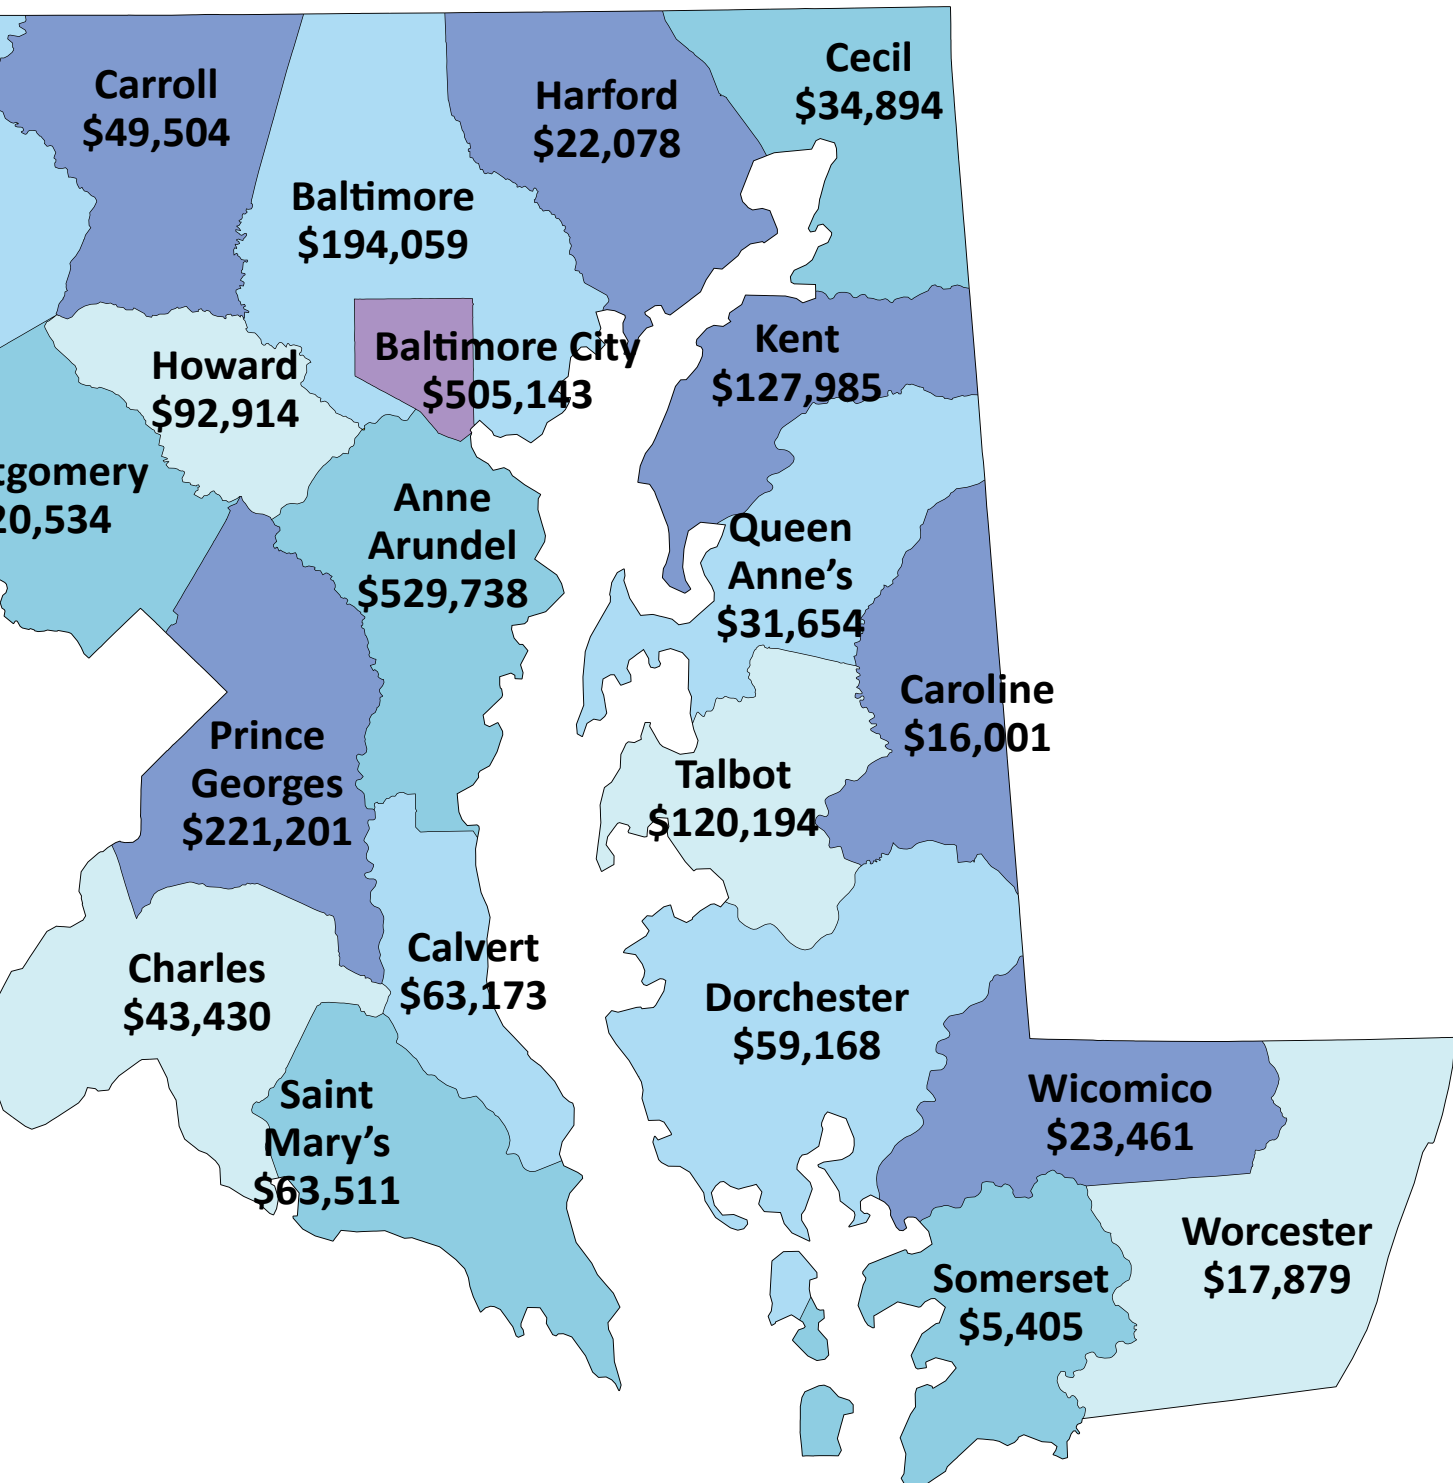 Carroll
$49,504
Harford
$22,078
Cecil
$34,894
Baltimore
$194,059
Baltimore City
$505,143
Howard
$92,914
Kent
$127,985
tgomery
20,534
Anne
Arundel
$529,738
Queen
Anne’s
$31,654
Caroline
$16,001
Prince
Georges
$221,201
Talbot
$120,194
Calvert
$63,173
Charles
$43,430
Dorchester
$59,168
Saint
Mary’s
$63,511
Wicomico
$23,461
Worcester
$17,879
Somerset
$5,405